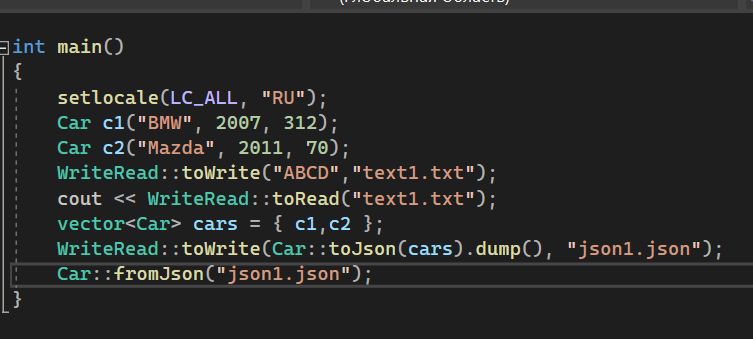 (Глобальная область)
int main()
{
setlocale(LC_ALL, "RU");
Car c1("BMW", 2007, 312);
Car c2("Mazda", 2011, 70);
WriteRead::toWrite("ABCD","text1.txt");
cout << WriteRead::toRead("text1.txt");
vector<Car> cars = { c1,c2 };
WriteRead::toWrite(Car::toJson(cars).dump(), "json1.json");
Car::fromJson("json1.json");
}